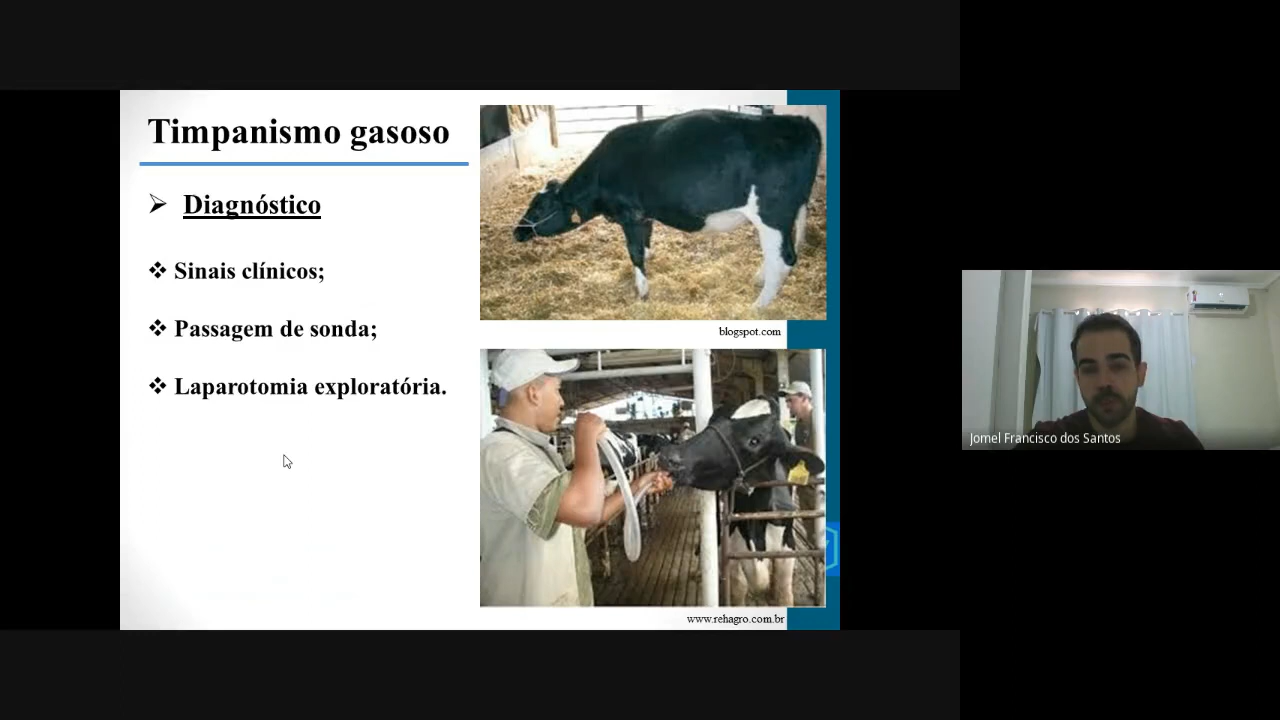 Timpanismo gasoso
Diagnóstico
Sinais clínicos;
Passagem de sonda;
Laparotomia exploratória.
blogspot.com
www.rehagro.com.br
Jomel Francisco dos Santos